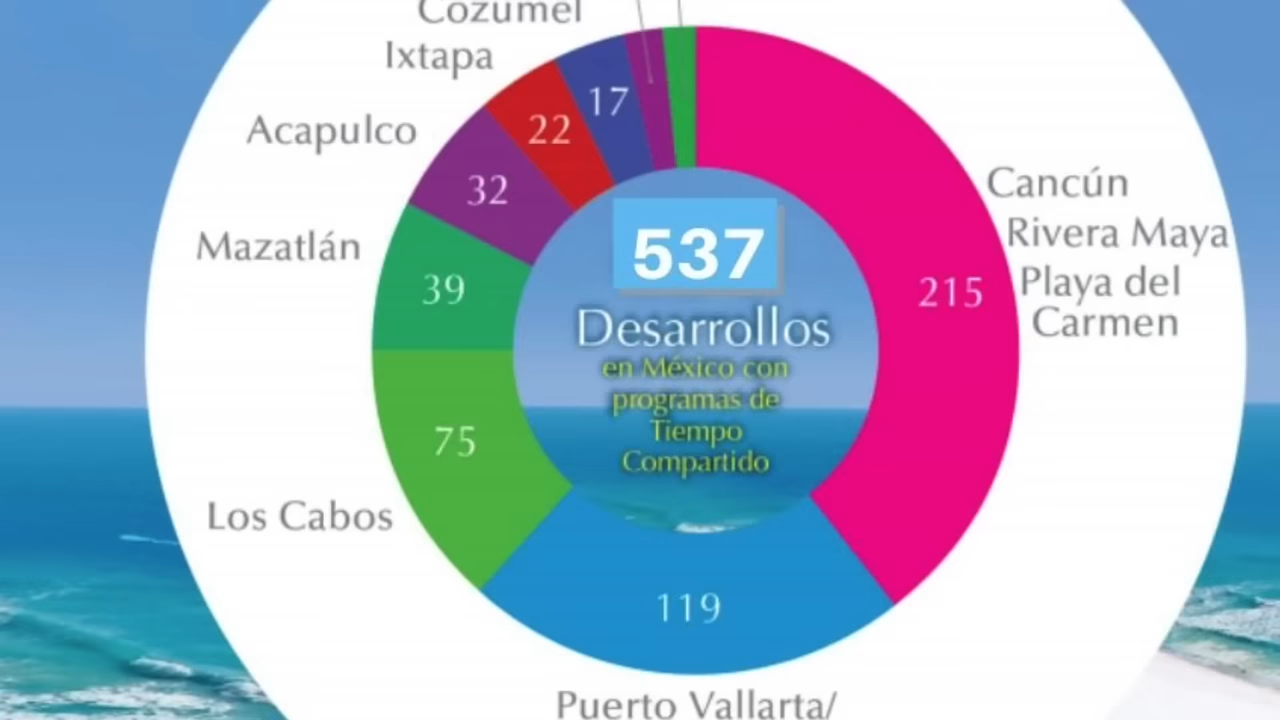 Cozumel
Ixtapa
17
22
Acapulco
32
Cancún
Rivera Maya
Playa del
Carmen
Mazatlán
39
537
215
Desarrollos
en México con
programas de
Tiempo
Compartido
75
Los Cabos
119
Puerto Vallarta/